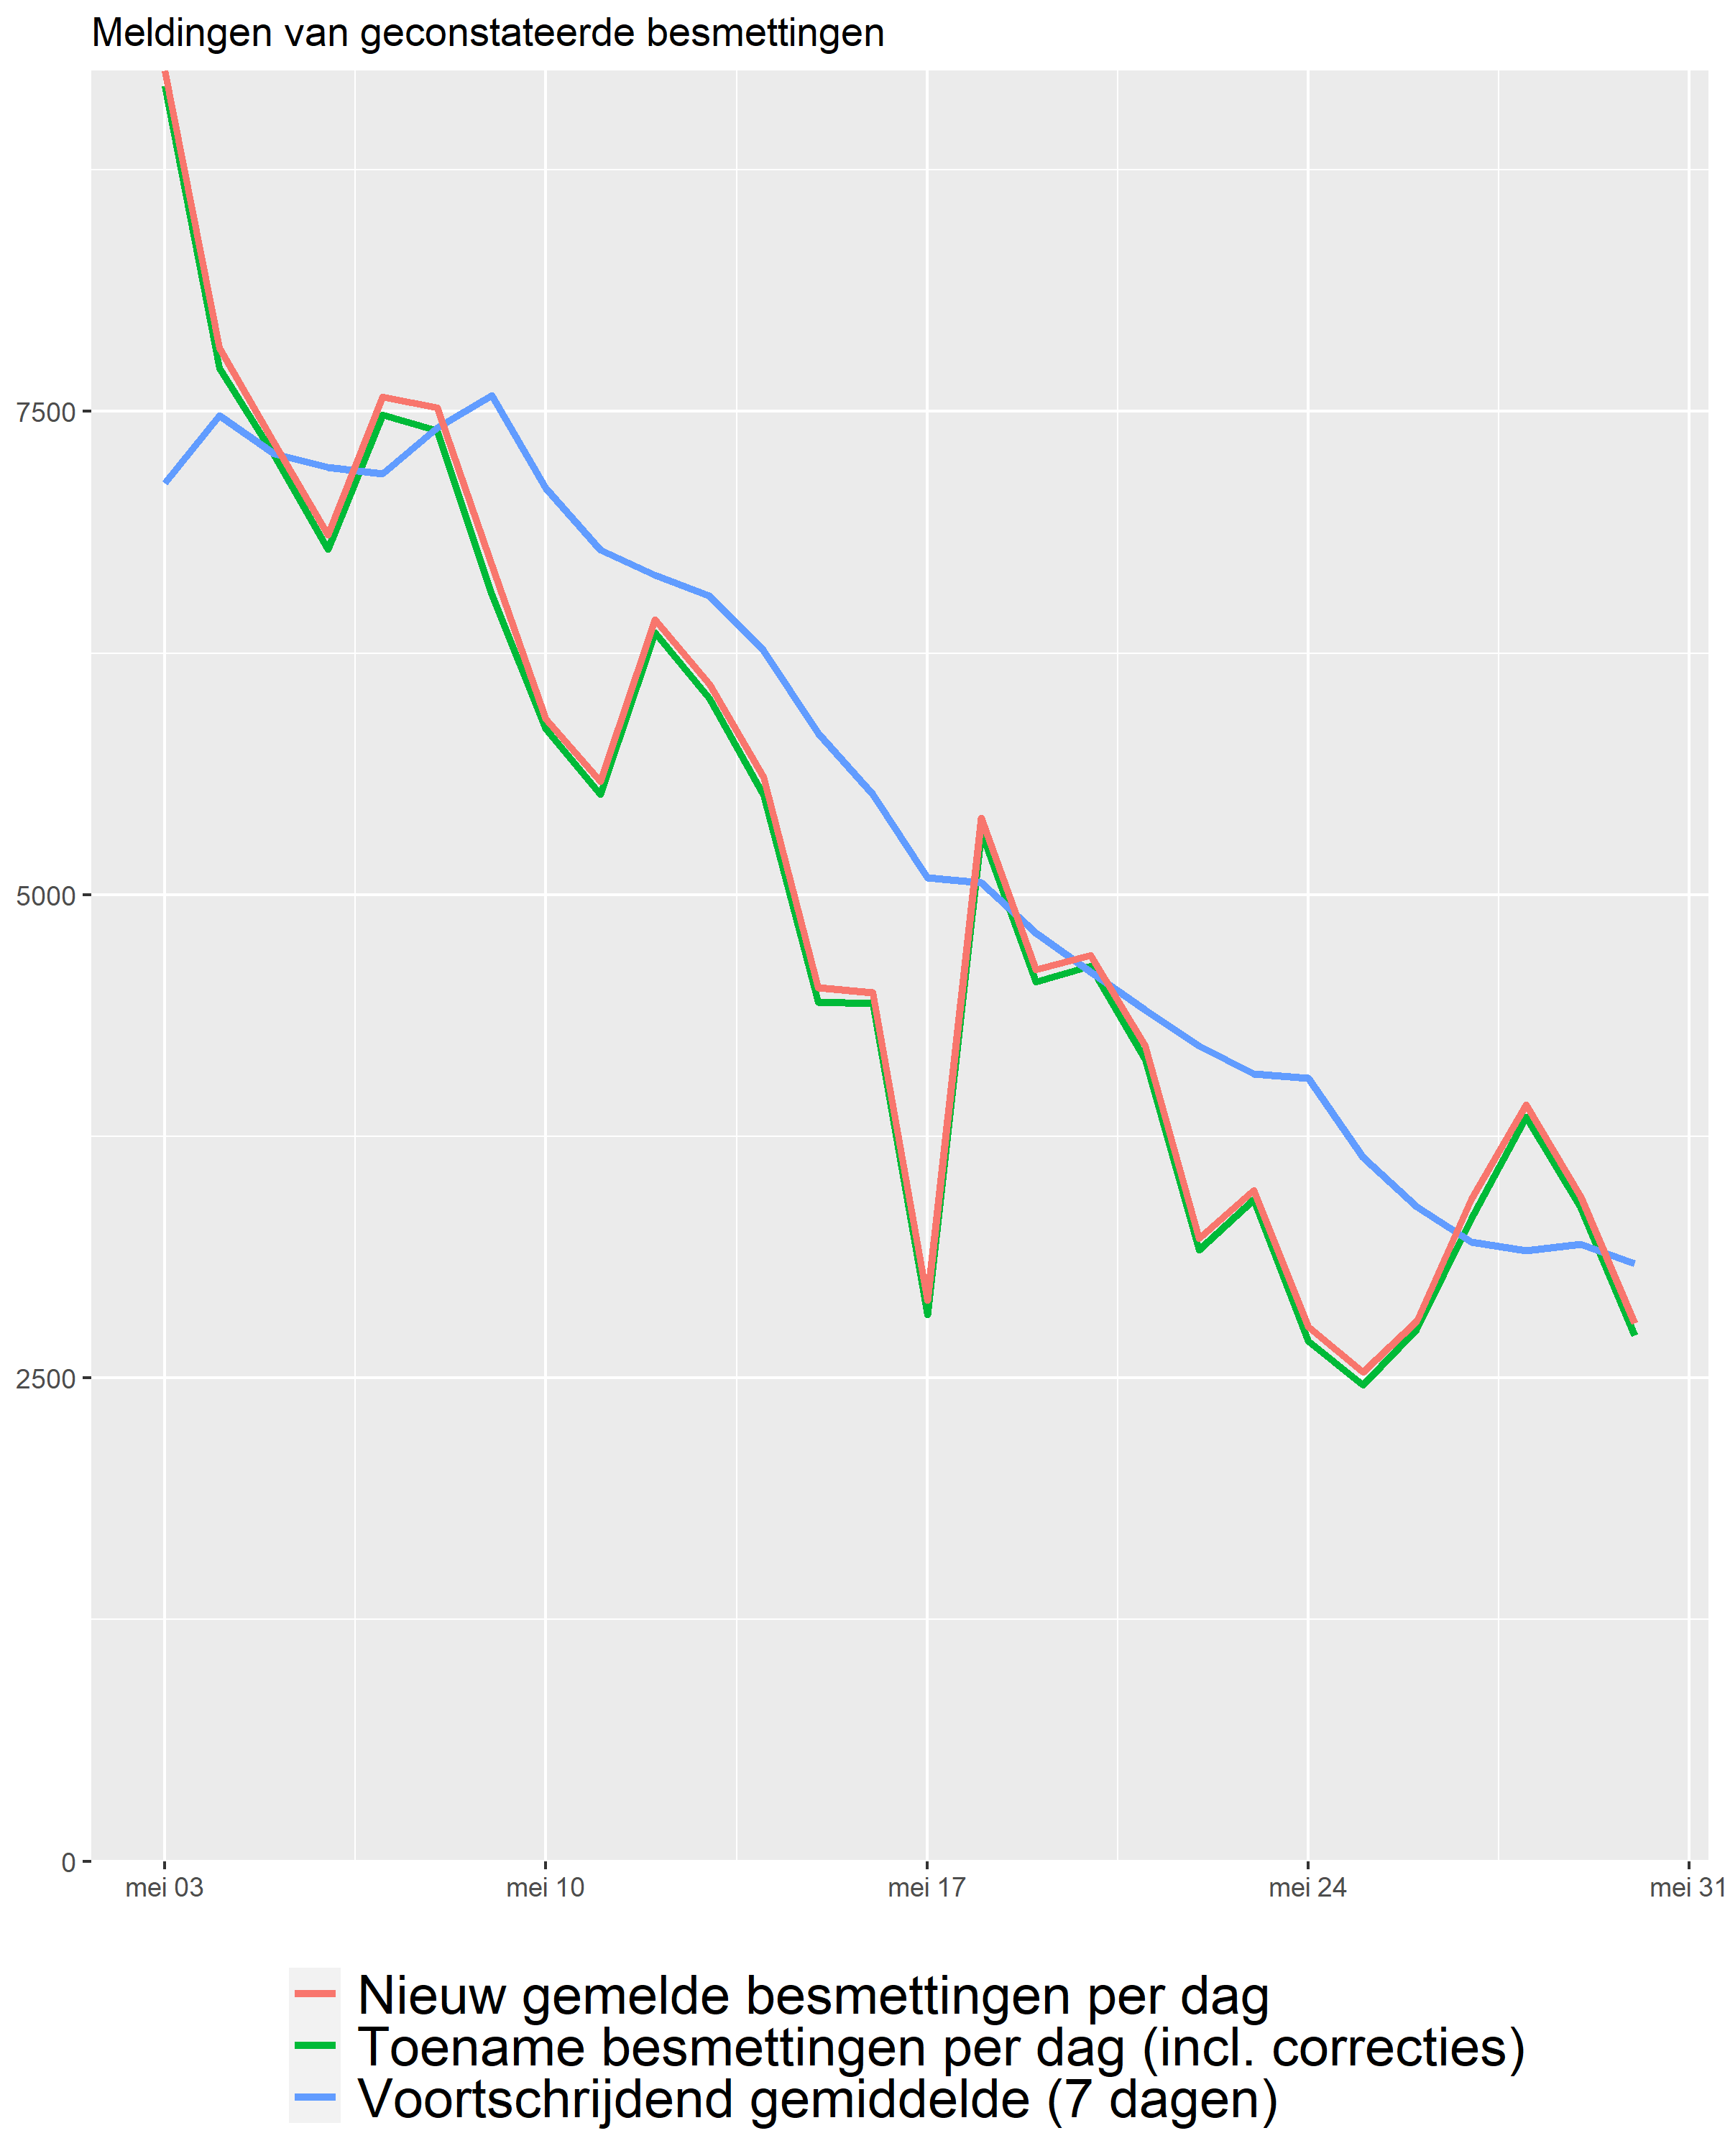 Meldingen van geconstateerde besmettingen
7500
5000
2500
0
mei 03 mei 10 mei 17 mei 24 mei 31
Nieuw gemelde besmettingen per dag
Toename besmettingen per dag (incl. correcties)
Voortschrijdend gemiddelde (7 dagen)